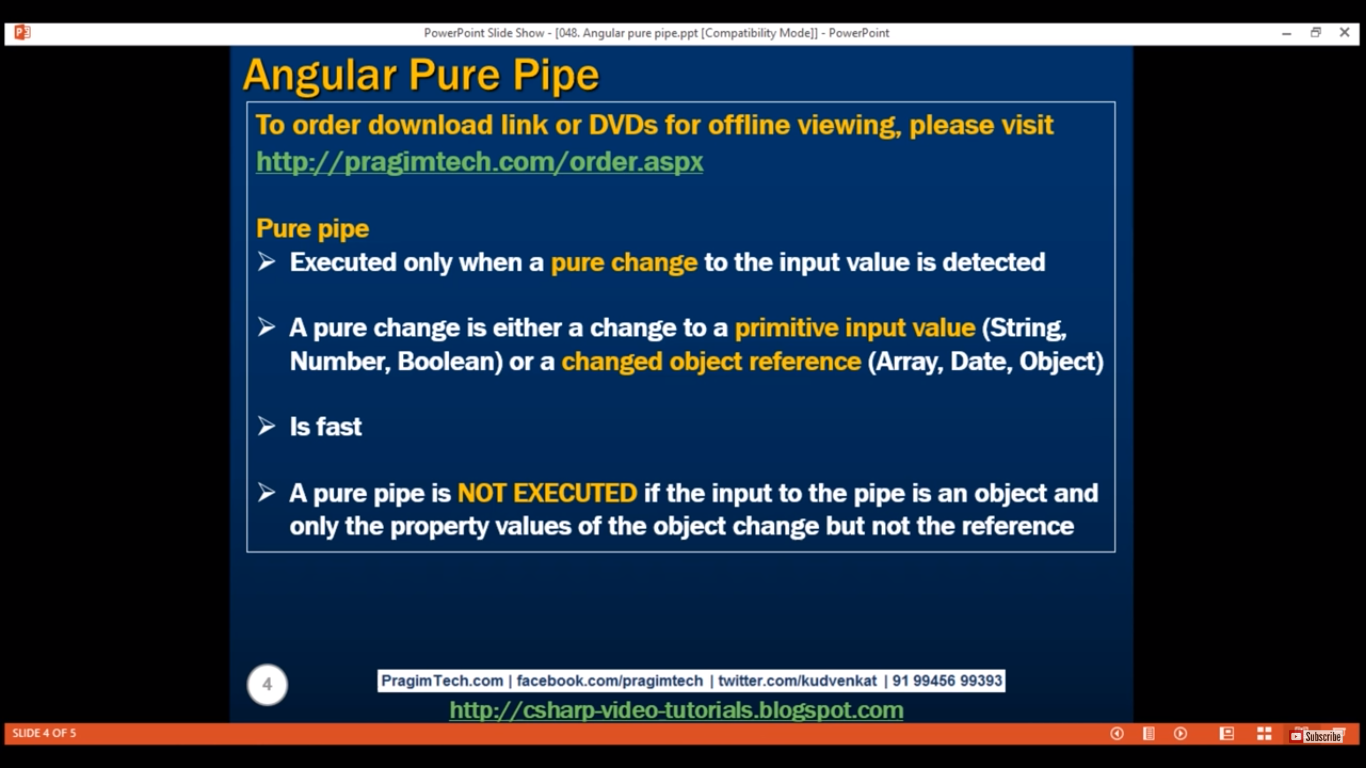 PowerPoint Slide Show - [048. Angular pure pipe.ppt [Compatibility Mode]] - PowerPoint
Angular Pure Pipe
To order download link or DVDs for offline viewing, please visit
http://pragimtech.com/order.aspx
Pure pipe
Executed only when a pure change to the input value is detected
A pure change is either a change to a primitive input value (String,
Number, Boolean) or a changed object reference (Array, Date, Object)
Is fast
A pure pipe is NOT EXECUTED if the input to the pipe is an object and
only the property values of the object change but not the reference
4
PragimTech.com | facebook.com/pragimtech | twitter.com/kudvenkat | 91 99456 99393
http://csharp-video-tutorials.blogspot.com
SLIDE 4 OF 5
Subscribe